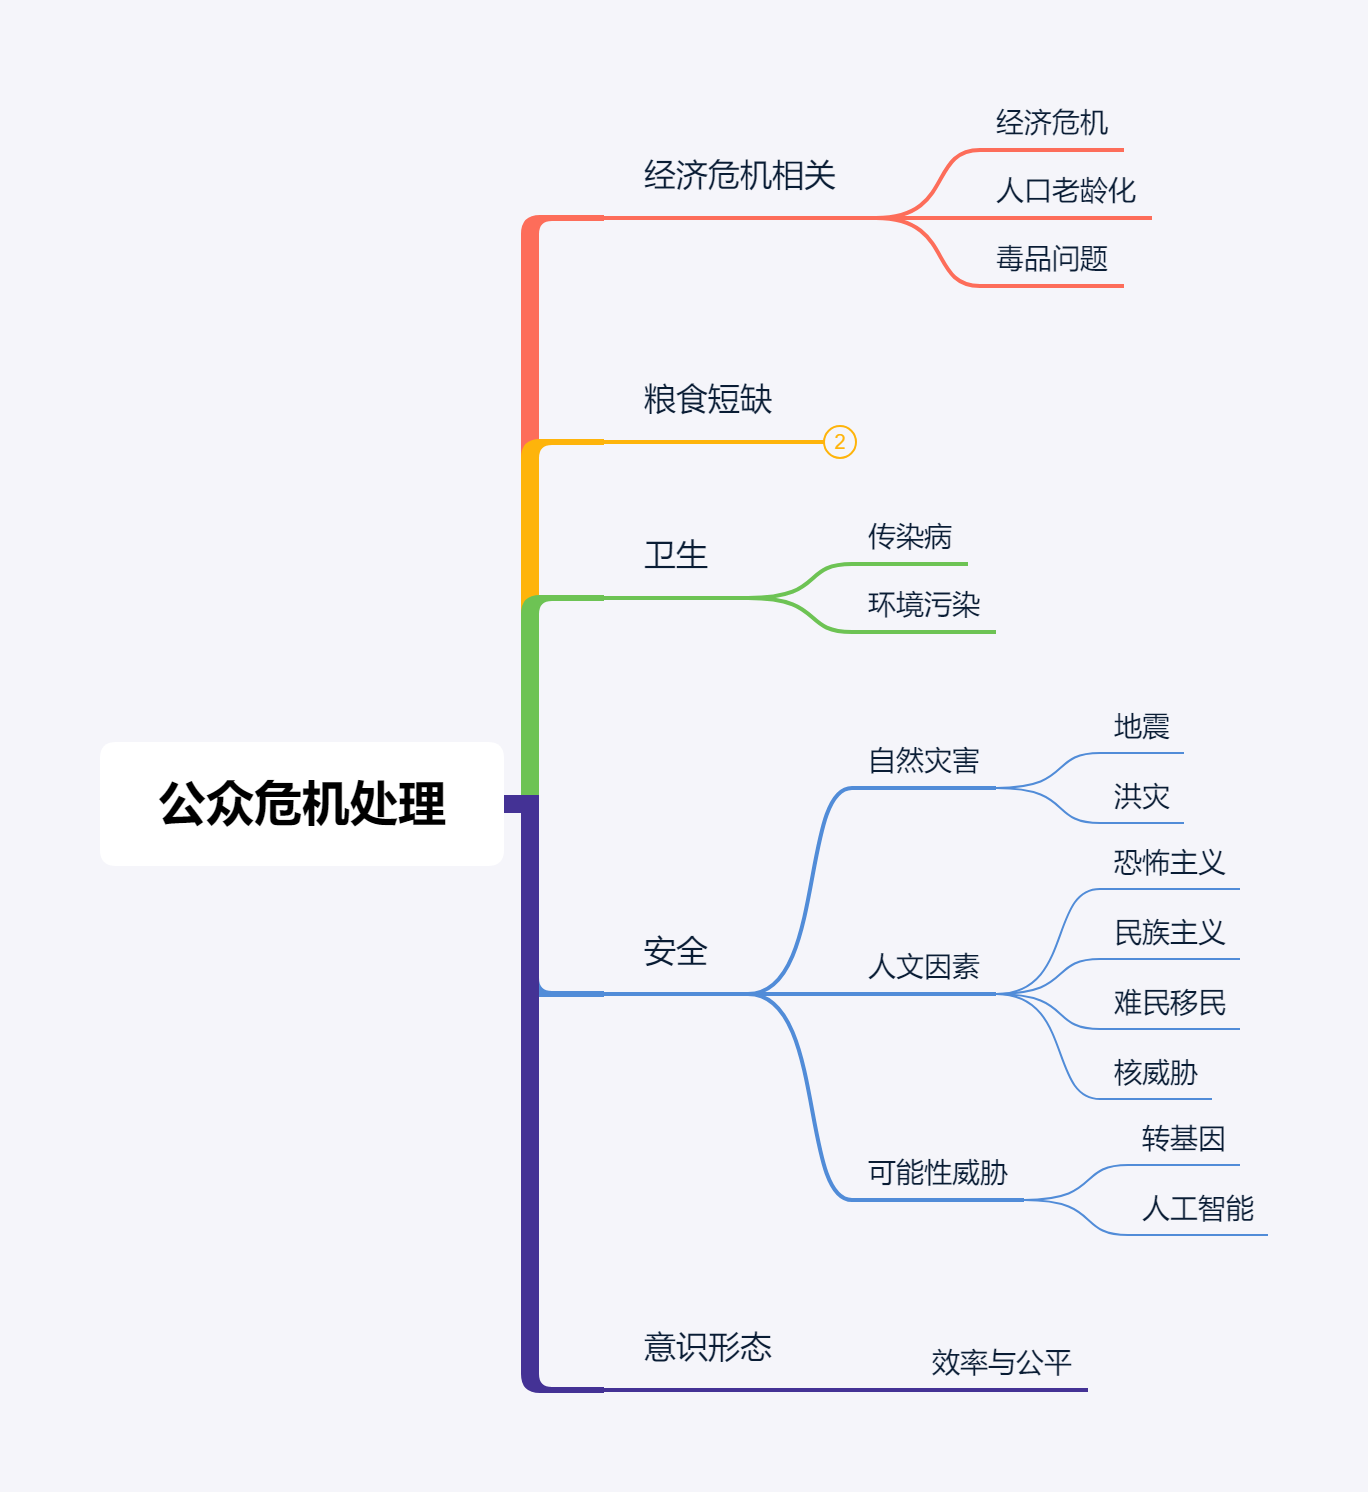 公众危机处理
经济危机相关
经济危机
人口老龄化
毒品问题
粮食短缺
2
卫生
传染病
环境污染
安全
自然灾害
地震
洪灾
人文因素
恐怖主义
民族主义
难民移民
核威胁
可能性威胁
转基因
人工智能
意识形态
效率与公平